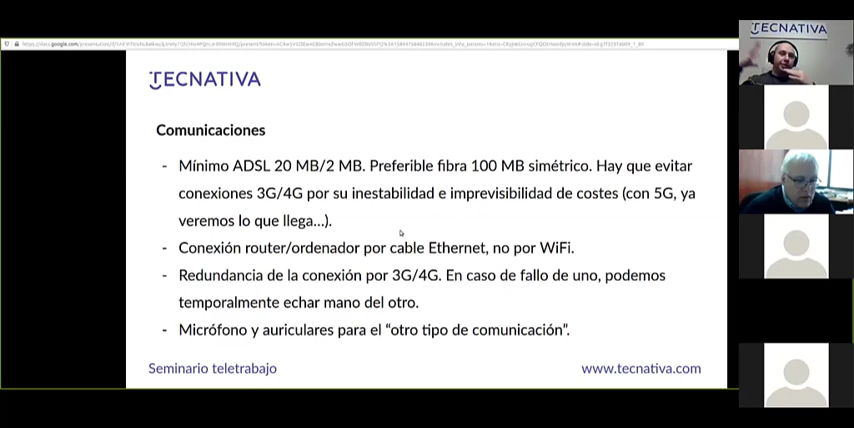 TECNATIVA
TECNATIVA
Comunicaciones
- Mínimo ADSL 20 MB/2 MB. Preferible fibra 100 MB simétrico. Hay que evitar
conexiones 3G/4G por su inestabilidad e imprevisibilidad de costes (con 5G, ya
veremos lo que llega...).
- Conexión router/ordenador por cable Ethernet, no por WiFi.
- Redundancia de la conexión por 3G/4G. En caso de fallo de uno, podemos
temporalmente echar mano del otro.
- Micrófono y auriculares para el "otro tipo de comunicación".
Seminario teletrabajo
www.tecnativa.com